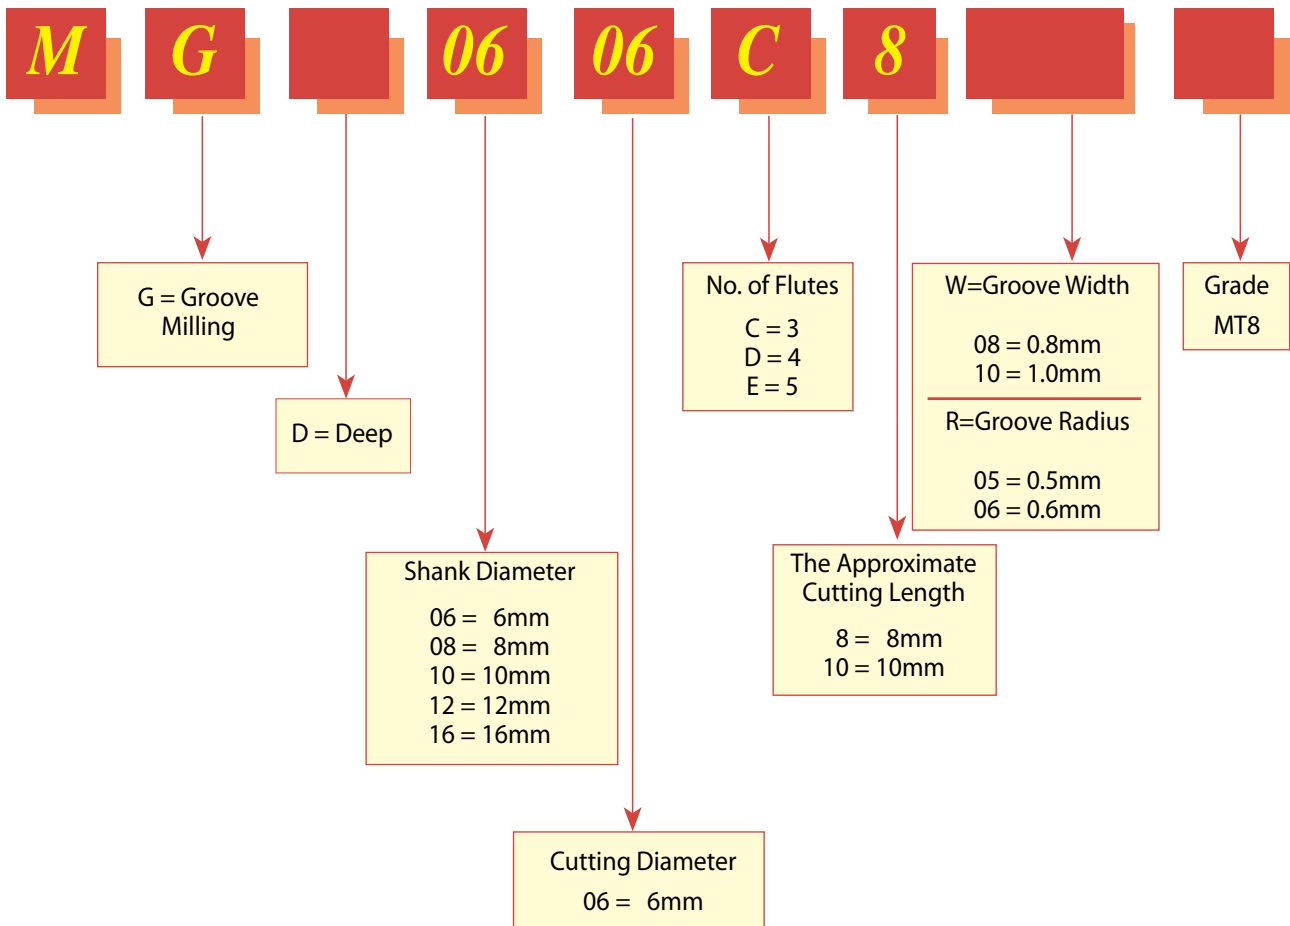 M G 06 06 C 8
G = Groove
Milling
D = Deep
Shank Diameter
06 = 6mm
08 = 8mm
10 = 10mm
12 = 12mm
16 = 16mm
Cutting Diameter
06 = 6mm
No. of Flutes
C = 3
D = 4
E = 5
The Approximate
Cutting Length
8 = 8mm
10 = 10mm
W=Groove Width
08 = 0.8mm
10 = 1.0mm
R=Groove Radius
05 = 0.5mm
06 = 0.6mm
Grade
MT8